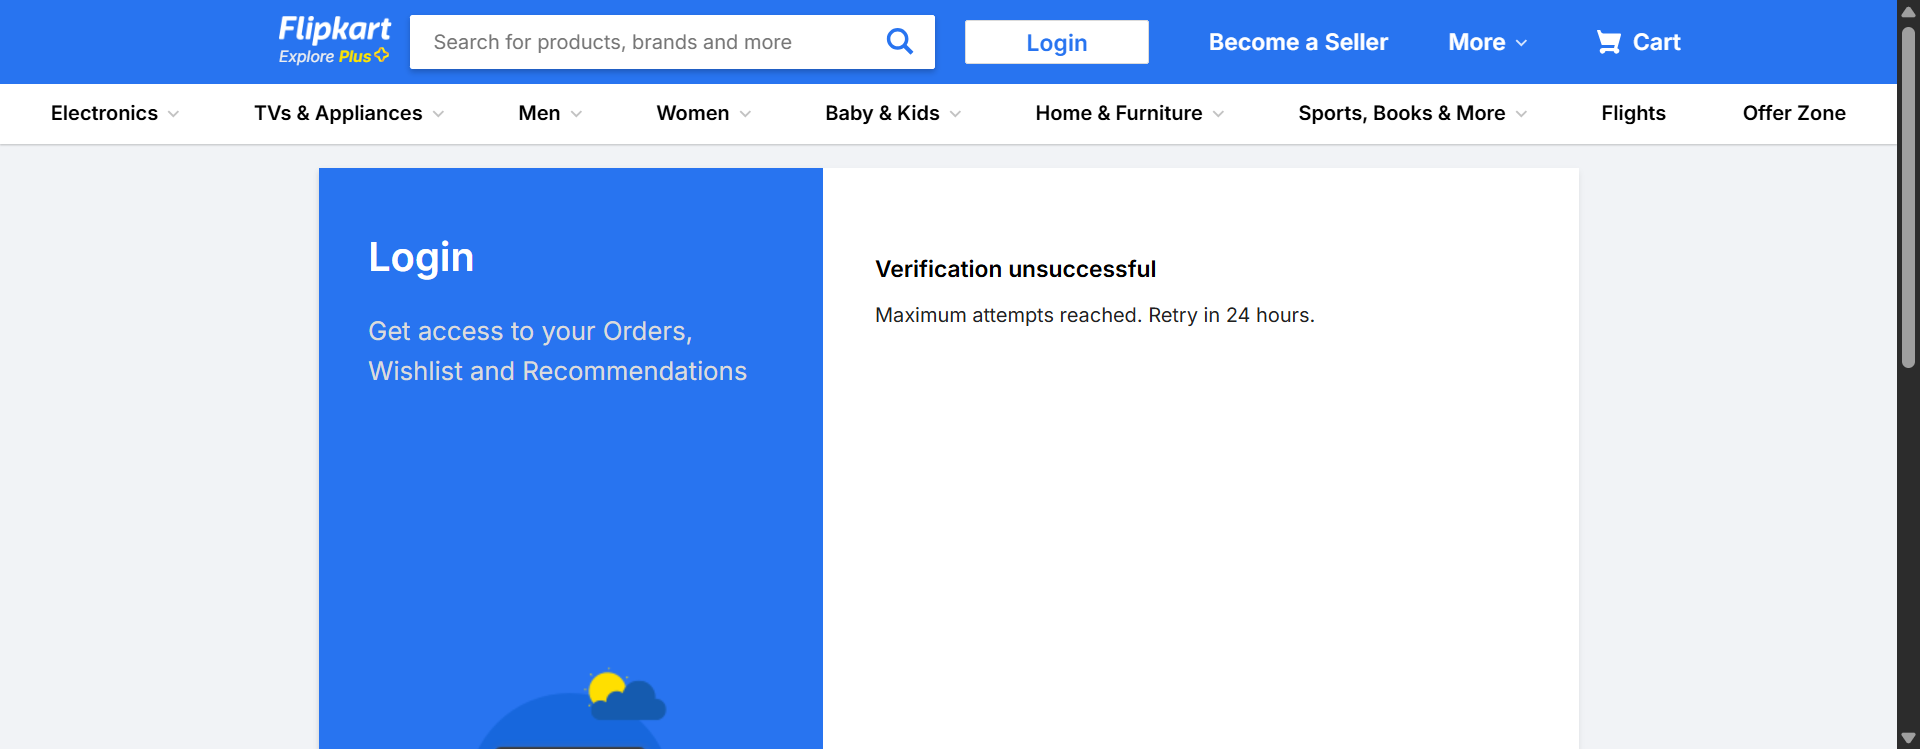 Flipkart
Explore Plus
Search for products, brands and more
Login
Become a Seller
More
Cart
Electronics
TVs & Appliances
Men
Women
Baby & Kids
Home & Furniture
Sports, Books & More
Flights
Offer Zone
Login
Get access to your Orders,
Wishlist and Recommendations
Verification unsuccessful
Maximum attempts reached. Retry in 24 hours.